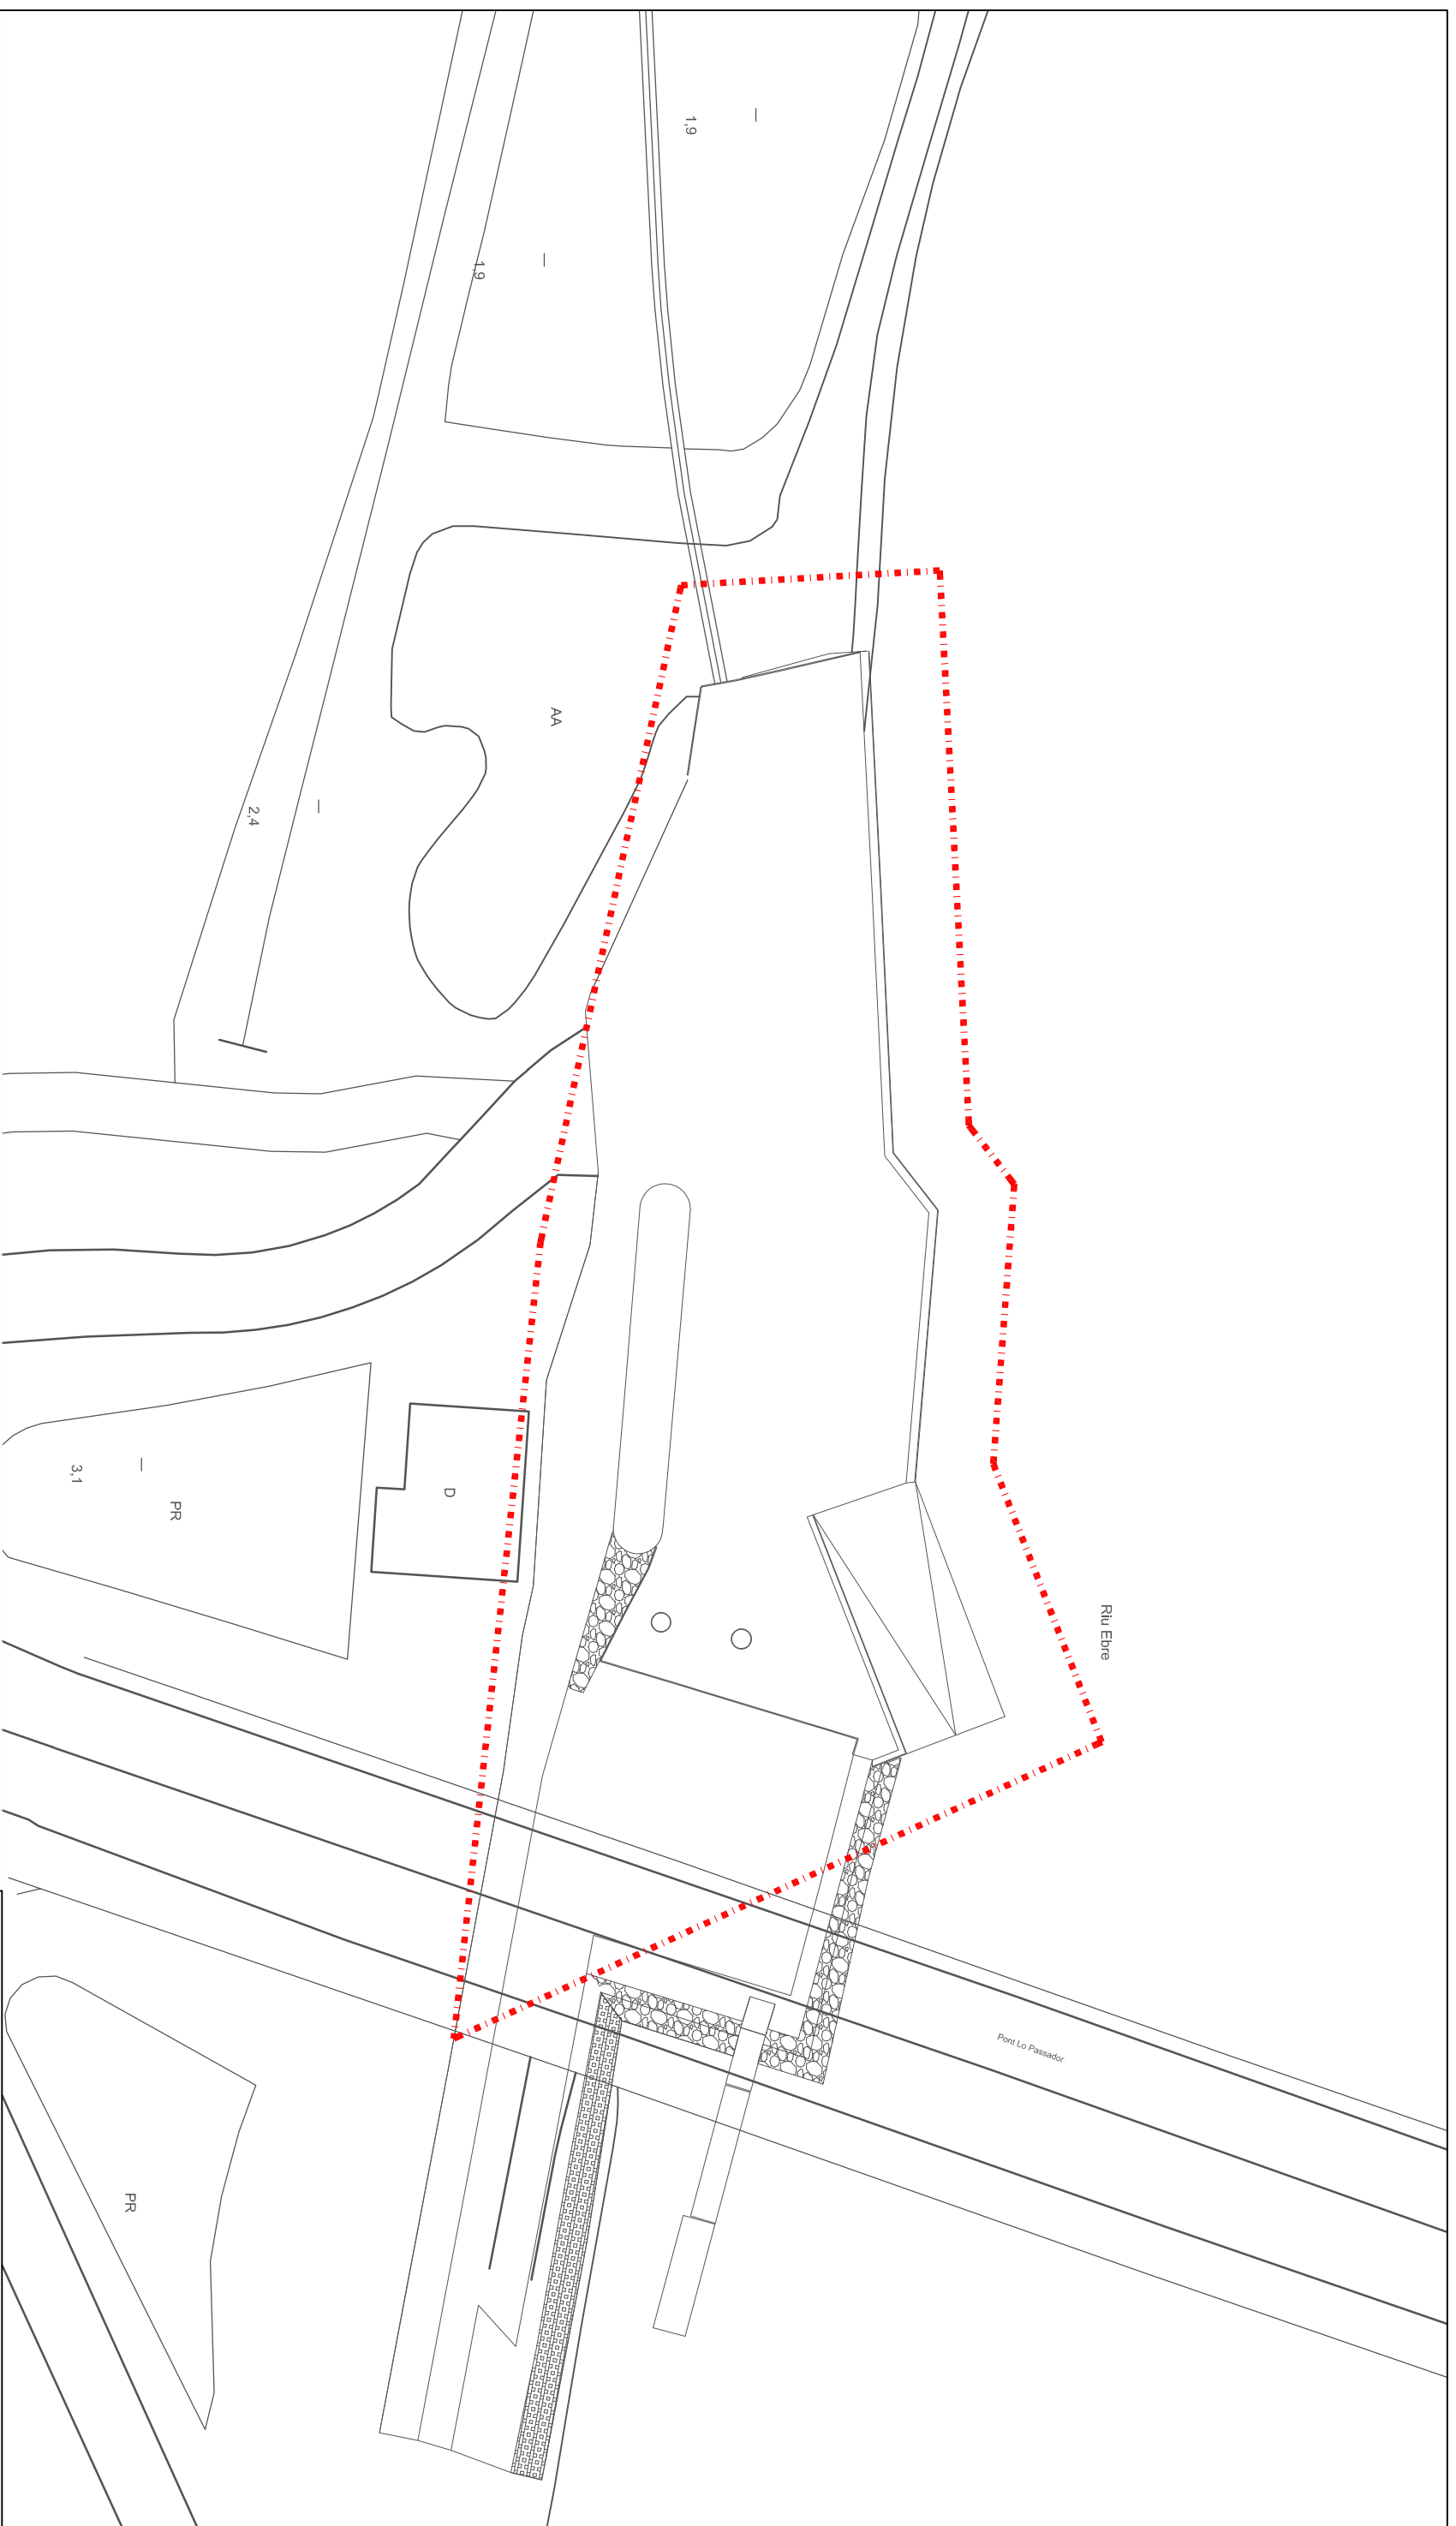 1,9
1,9
AA
2,4
3,1
PR
D
Riu Ebre
Pont Lo Passador
PR